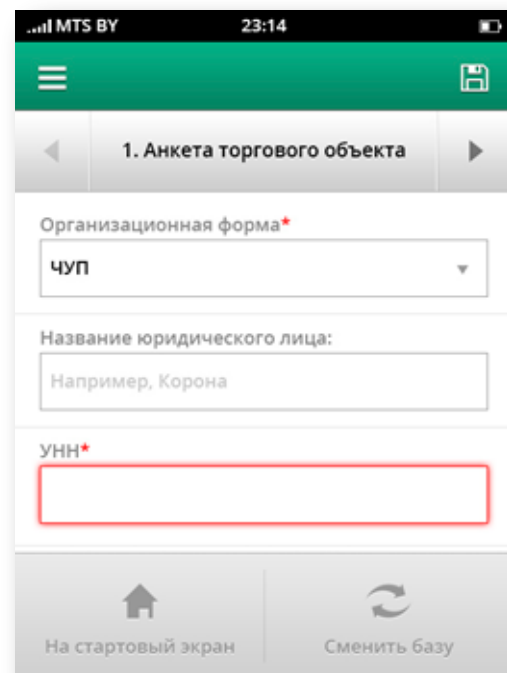 MTS BY 23:14
1. Анкета торгового объекта
Организационная форма*
ЧУП
Название юридического лица:
Например, Корона
УНН*
На стартовый экран Сменить базу